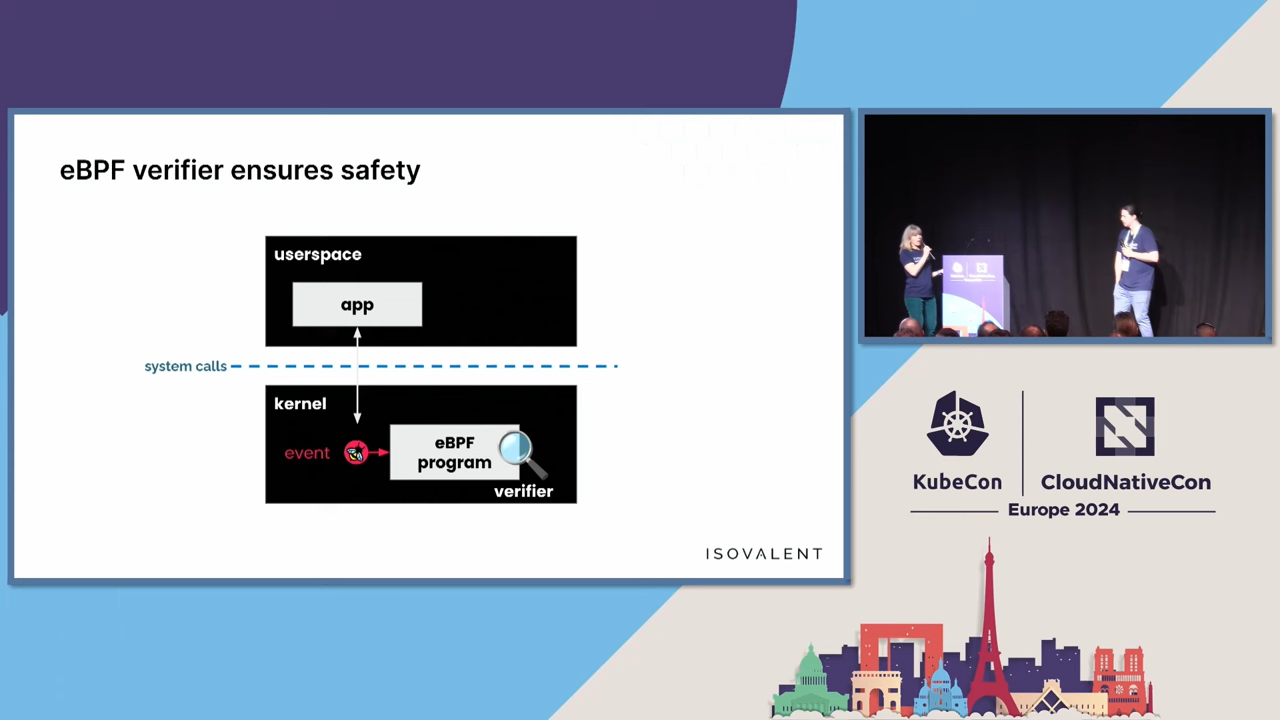 eBPF verifier ensures safety
userspace
app
system calls
kernel
event
eBPF
program
verifier
ISOVALENT
KubeCon
CloudNativeCon
Europe 2024